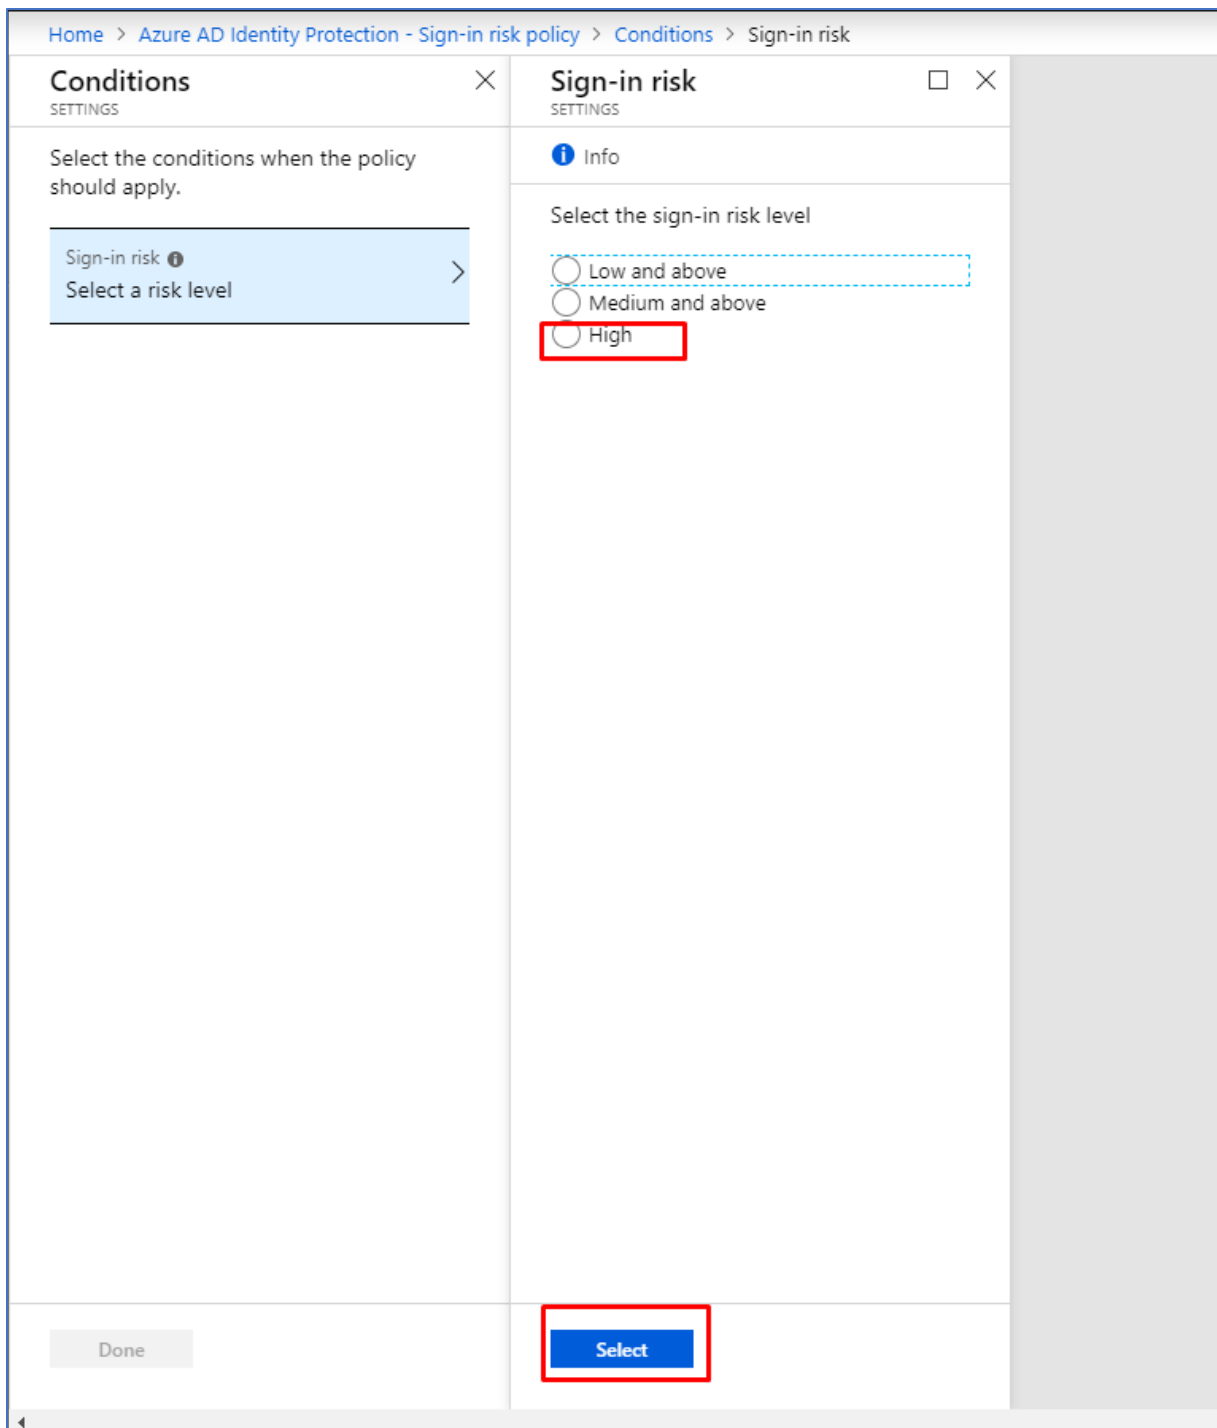 Home > Azure AD Identity Protection - Sign-in risk policy > Conditions > Sign-in risk
Conditions
SETTINGS
Select the conditions when the policy
should apply.
Sign-in risk
Select a risk level
Done
Sign-in risk
SETTINGS
Info
Select the sign-in risk level
Low and above
Medium and above
High
Select